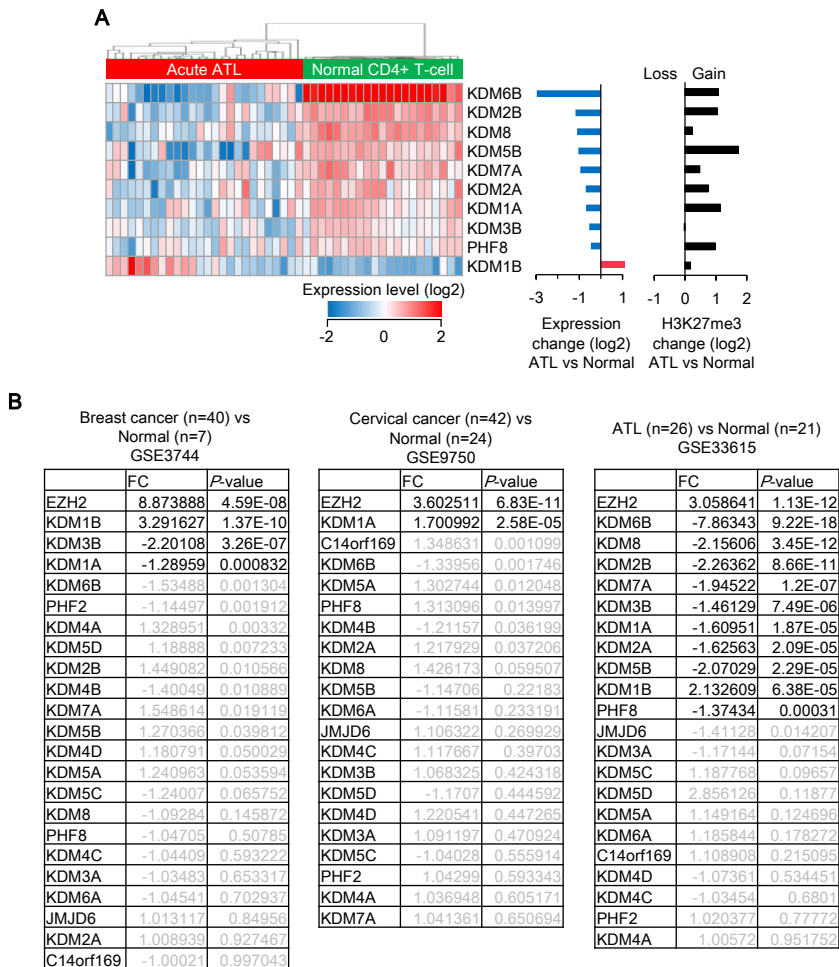 A
Acute ATL Normal CD4+ T-cell
Loss Gain
KDM6B
KDM2B
KDM8
KDM5B
KDM7A
KDM2A
KDM1A
KDM3B
PHF8
KDM1B
Expression level (log2)
-2 0 2
-3 -1 1
Expression
change (log2)
ATL vs Normal
-1 0 1 2
H3K27me3
change (log2)
ATL vs Normal
B
Breast cancer (n=40) vs
Normal (n=7)
GSE3744
FC P-value
EZH2 8.873888 4.59E-08
KDM1B 3.291627 1.37E-10
KDM3B -2.20108 3.26E-07
KDM1A -1.28959 0.000832
KDM6B -1.53488 0.001304
PHF2 -1.14497 0.001912
KDM4A 1.328951 0.00332
KDM5D 1.18888 0.007233
KDM2B 1.449082 0.010566
KDM4B -1.40049 0.010889
KDM7A 1.548614 0.019119
KDM5B 1.270366 0.039812
KDM4D 1.180791 0.050029
KDM5A 1.240963 0.053594
KDM5C -1.24007 0.065752
KDM8 -1.09284 0.145872
PHF8 -1.04705 0.50785
KDM4C -1.04409 0.593222
KDM3A -1.03483 0.653317
KDM6A -1.04541 0.702937
JMJD6 1.013117 0.84956
KDM2A 1.008939 0.927467
C14orf169 -1.00021 0.997043
Cervical cancer (n=42) vs
Normal (n=24)
GSE9750
FC P-value
EZH2 3.602511 6.83E-11
KDM1A 1.700992 2.58E-05
C14orf169 1.348631 0.001099
KDM6B -1.33956 0.001746
KDM5A 1.302744 0.012048
PHF8 1.313096 0.013997
KDM4B -1.21157 0.036199
KDM2A 1.217929 0.037206
KDM8 1.426173 0.059507
KDM5B -1.14706 0.22183
KDM6A -1.11581 0.233191
JMJD6 1.106322 0.269929
KDM4C 1.117667 0.39703
KDM3B 1.068325 0.424318
KDM5D -1.1707 0.444592
KDM4D 1.220541 0.447265
KDM3A 1.091197 0.470924
KDM5C -1.04028 0.555914
PHF2 1.04299 0.593343
KDM4A 1.036948 0.605171
KDM7A 1.041361 0.650694
ATL (n=26) vs Normal (n=21)
GSE33615
FC P-value
EZH2 3.058641 1.13E-12
KDM6B -7.86343 9.22E-18
KDM8 -2.15606 3.45E-12
KDM2B -2.26362 8.66E-11
KDM7A -1.94522 1.2E-07
KDM3B -1.46129 7.49E-06
KDM1A -1.60951 1.87E-05
KDM2A -1.62563 2.09E-05
KDM5B -2.07029 2.29E-05
KDM1B 2.132609 6.38E-05
PHF8 -1.37434 0.00031
JMJD6 -1.41128 0.014207
KDM3A -1.17144 0.07154
KDM5C 1.187768 0.09657
KDM5D 2.856126 0.11877
KDM5A 1.149164 0.124696
KDM6A 1.185844 0.178272
C14orf169 1.108908 0.215098
KDM4D -1.07361 0.534451
KDM4C -1.03454 0.6801
PHF2 1.020377 0.77772
KDM4A 1.00572 0.951752